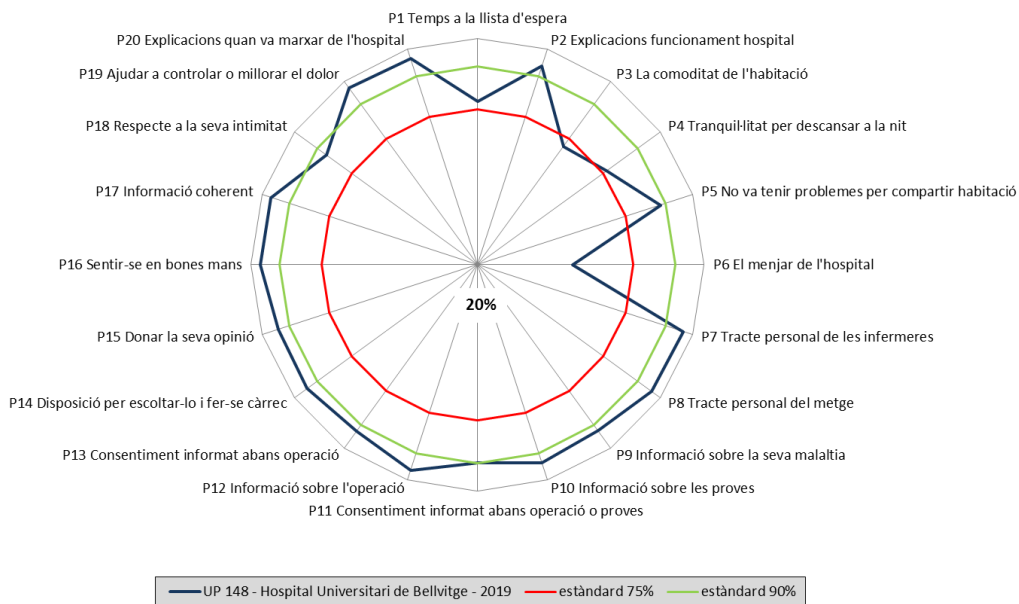 P1 Temps a la llista d'espera
P20 Explicacions quan va marxar de l'hospital
P2 Explicacions funcionament hospital
P19 Ajudar a controlar o millorar el dolor
P3 La comoditat de l'habitació
P18 Respecte a la seva intimitat
P4 Tranquil·litat per descansar a la nit
P17 Informació coherent
P5 No va tenir problemes per compartir habitació
P16 Sentir-se en bones mans
P6 El menjar de l'hospital
20%
P15 Donar la seva opinió
P7 Tracte personal de les infermeres
P14 Disposició per escoltar-lo i fer-se càrrec
P8 Tracte personal del metge
P13 Consentiment informat abans operació
P9 Informació sobre la seva malaltia
P12 Informació sobre l'operació
P10 Informació sobre les proves
P11 Consentiment informat abans operació o proves
UP 148 - Hospital Universitari de Bellvitge - 2019
estàndard 75%
estàndard 90%